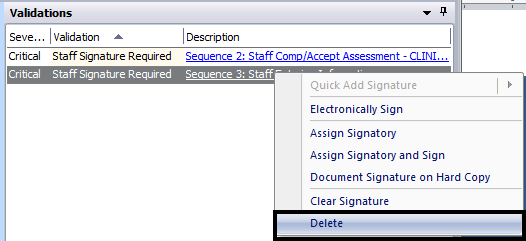 Validations
Seve... Validation Description
Critical Staff Signature Required Sequence 2: Staff Comp/Accept Assessment - CLINI...
Critical Staff Signature Required Sequence 3: Staff
Quick Add Signature
Electronically Sign
Assign Signatory
Assign Signatory and Sign
Document Signature on Hard Copy
Clear Signature
Delete